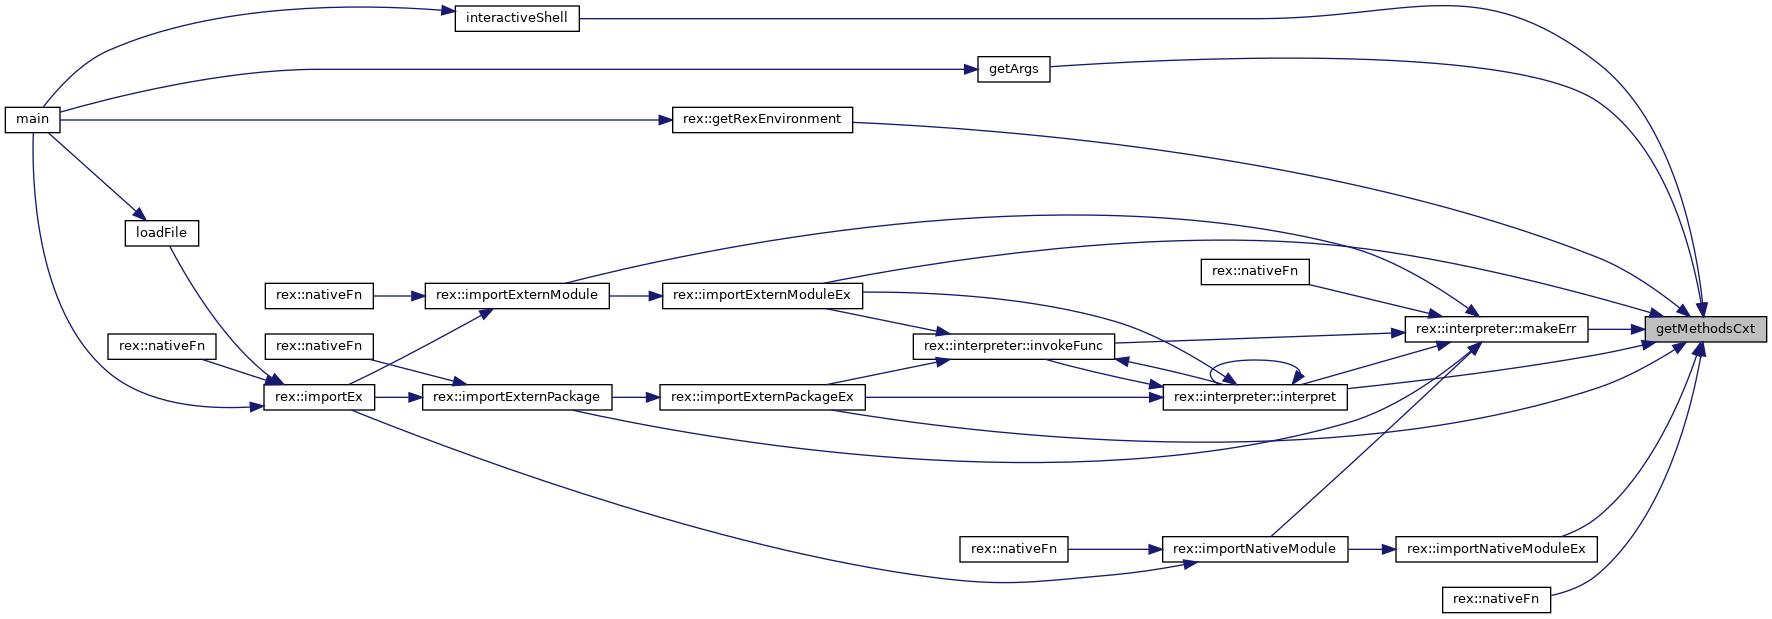 interactiveShell
getArgs
main
rex::getRexEnvironment
loadFile
rex::nativeFn
rex::nativeFn
rex::importExternModule
rex::importExternModuleEx
rex::interpreter::makeErr
getMethodsCxt
rex::nativeFn
rex::nativeFn
rex::interpreter::invokeFunc
rex::importEx
rex::importExternPackage
rex::importExternPackageEx
rex::interpreter::interpret
rex::nativeFn
rex::importNativeModule
rex::importNativeModuleEx
rex::nativeFn